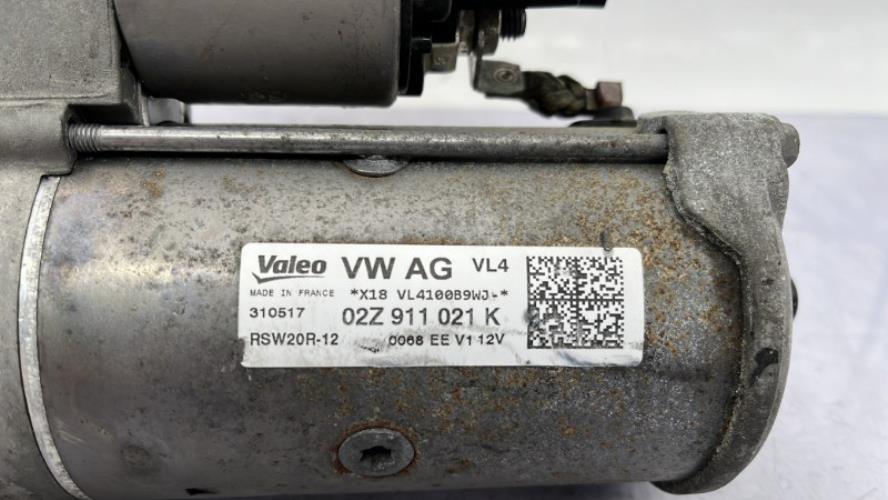 Valeo VW AG VL4
MADE IN FRANCE *X18 VL4100B9WJ-*
310517 02Z 911 021 K
RSW20R-12 0068 EE V1 12V